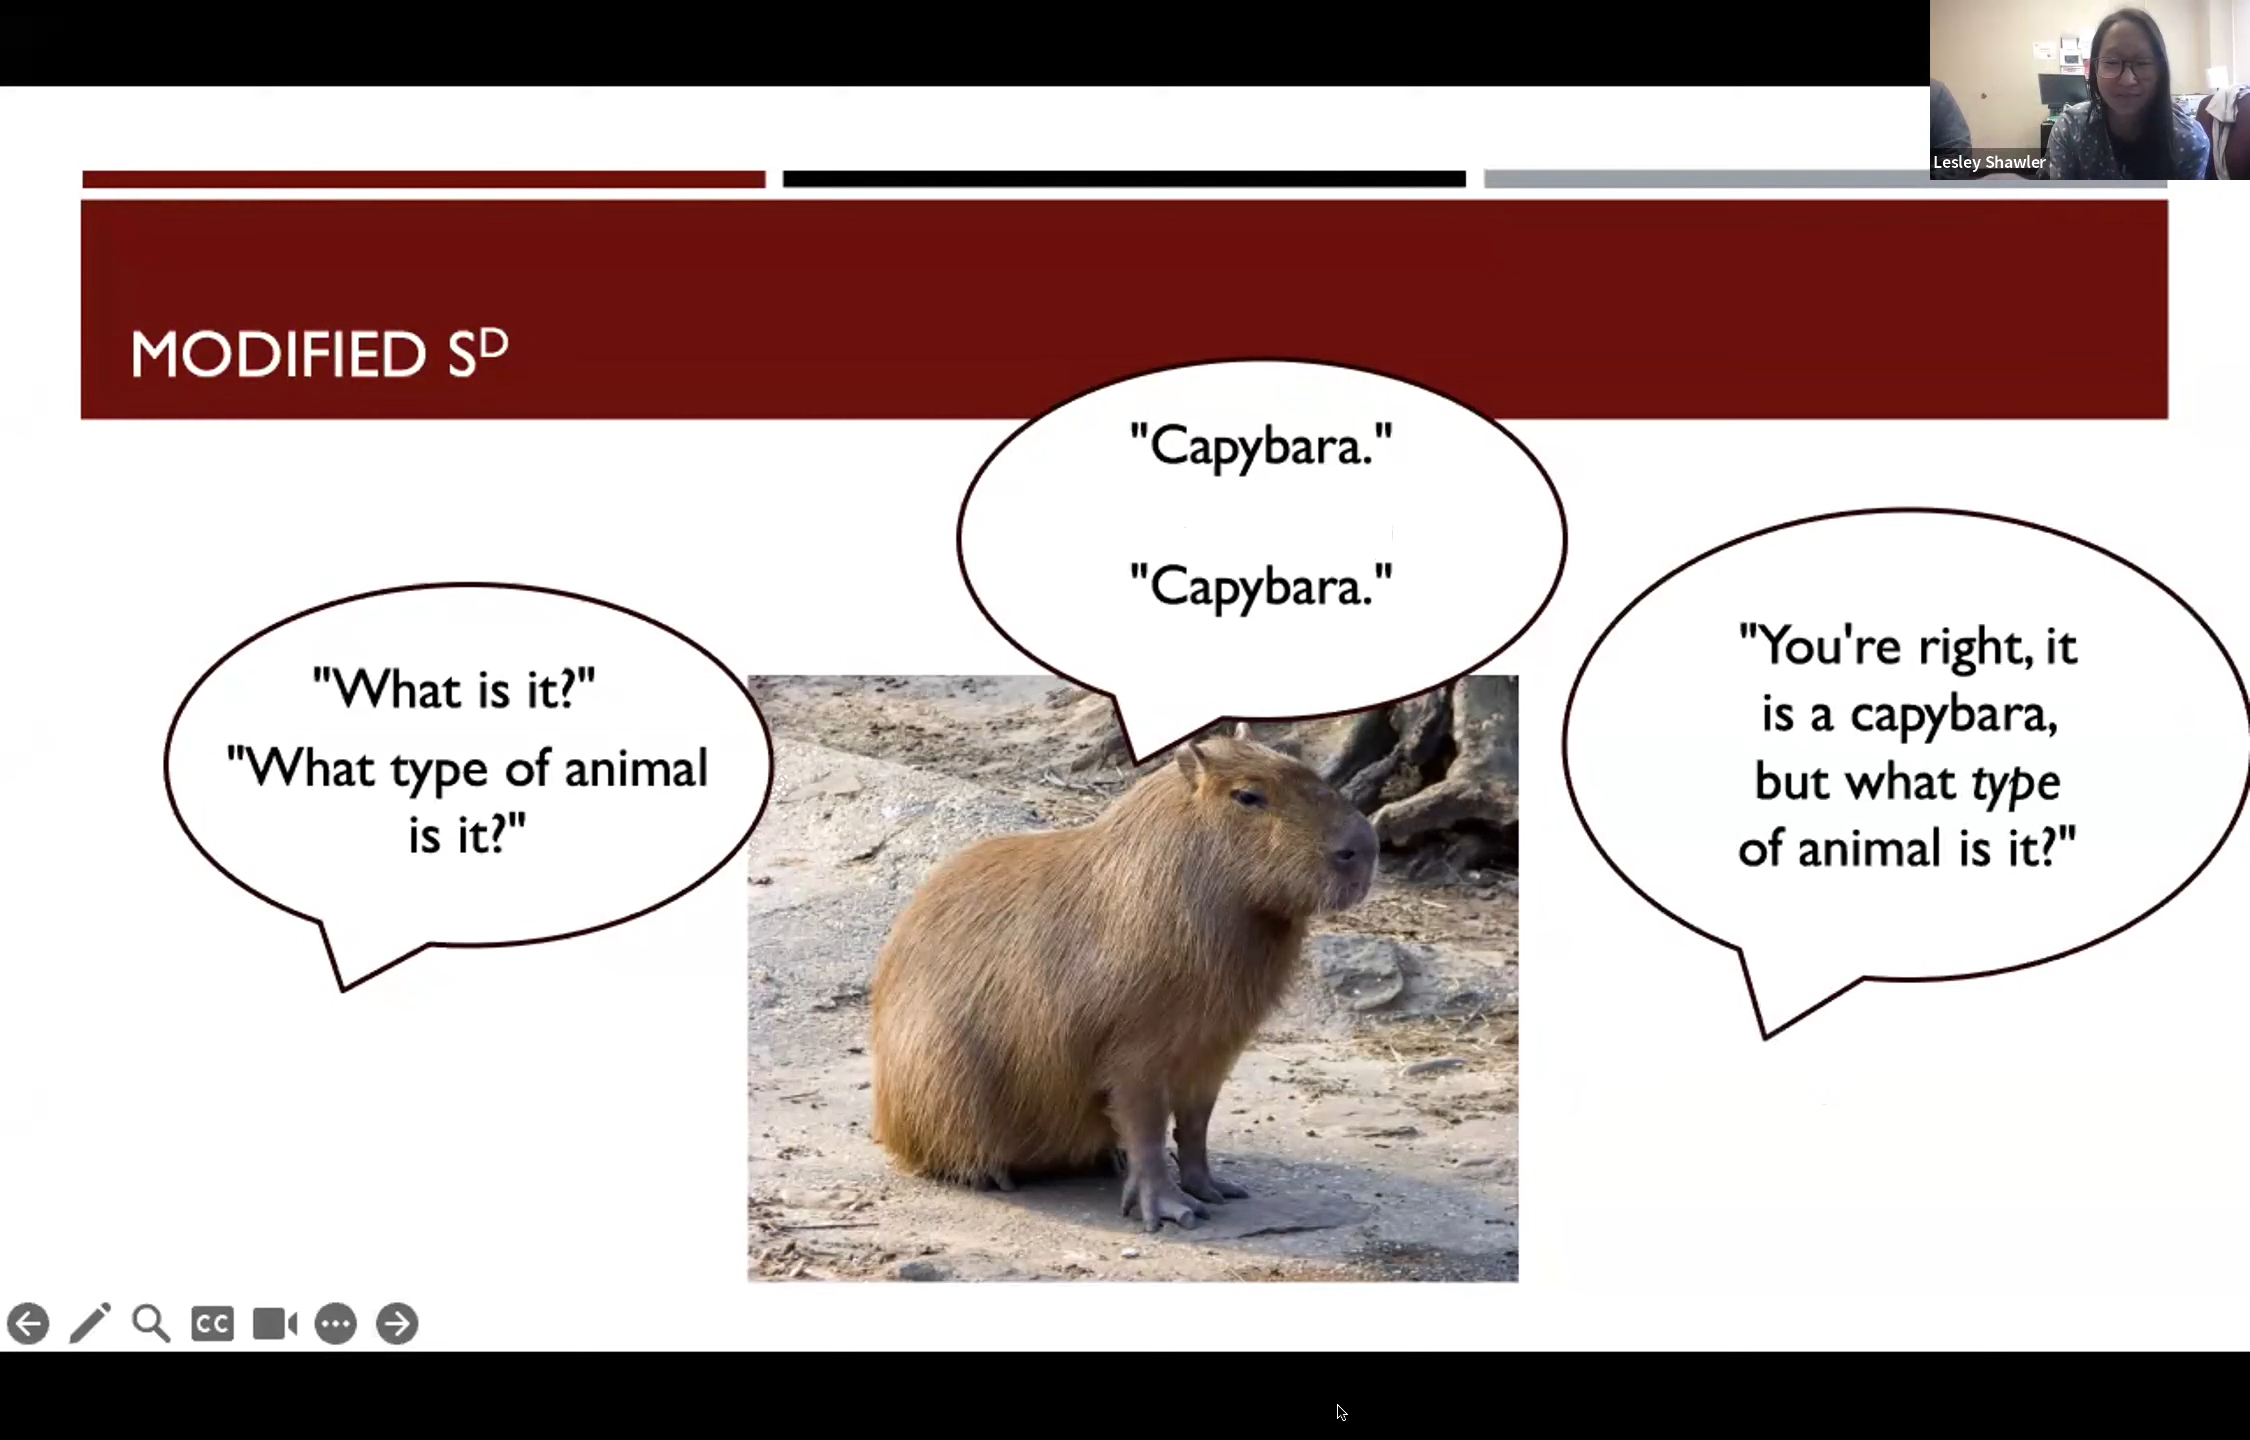 Lesley Shawler
MODIFIED Sᴰ
"Capybara."
"Capybara."
"What is it?"
"What type of animal
is it?"
"You're right, it
is a capybara,
but what type
of animal is it?"
CC